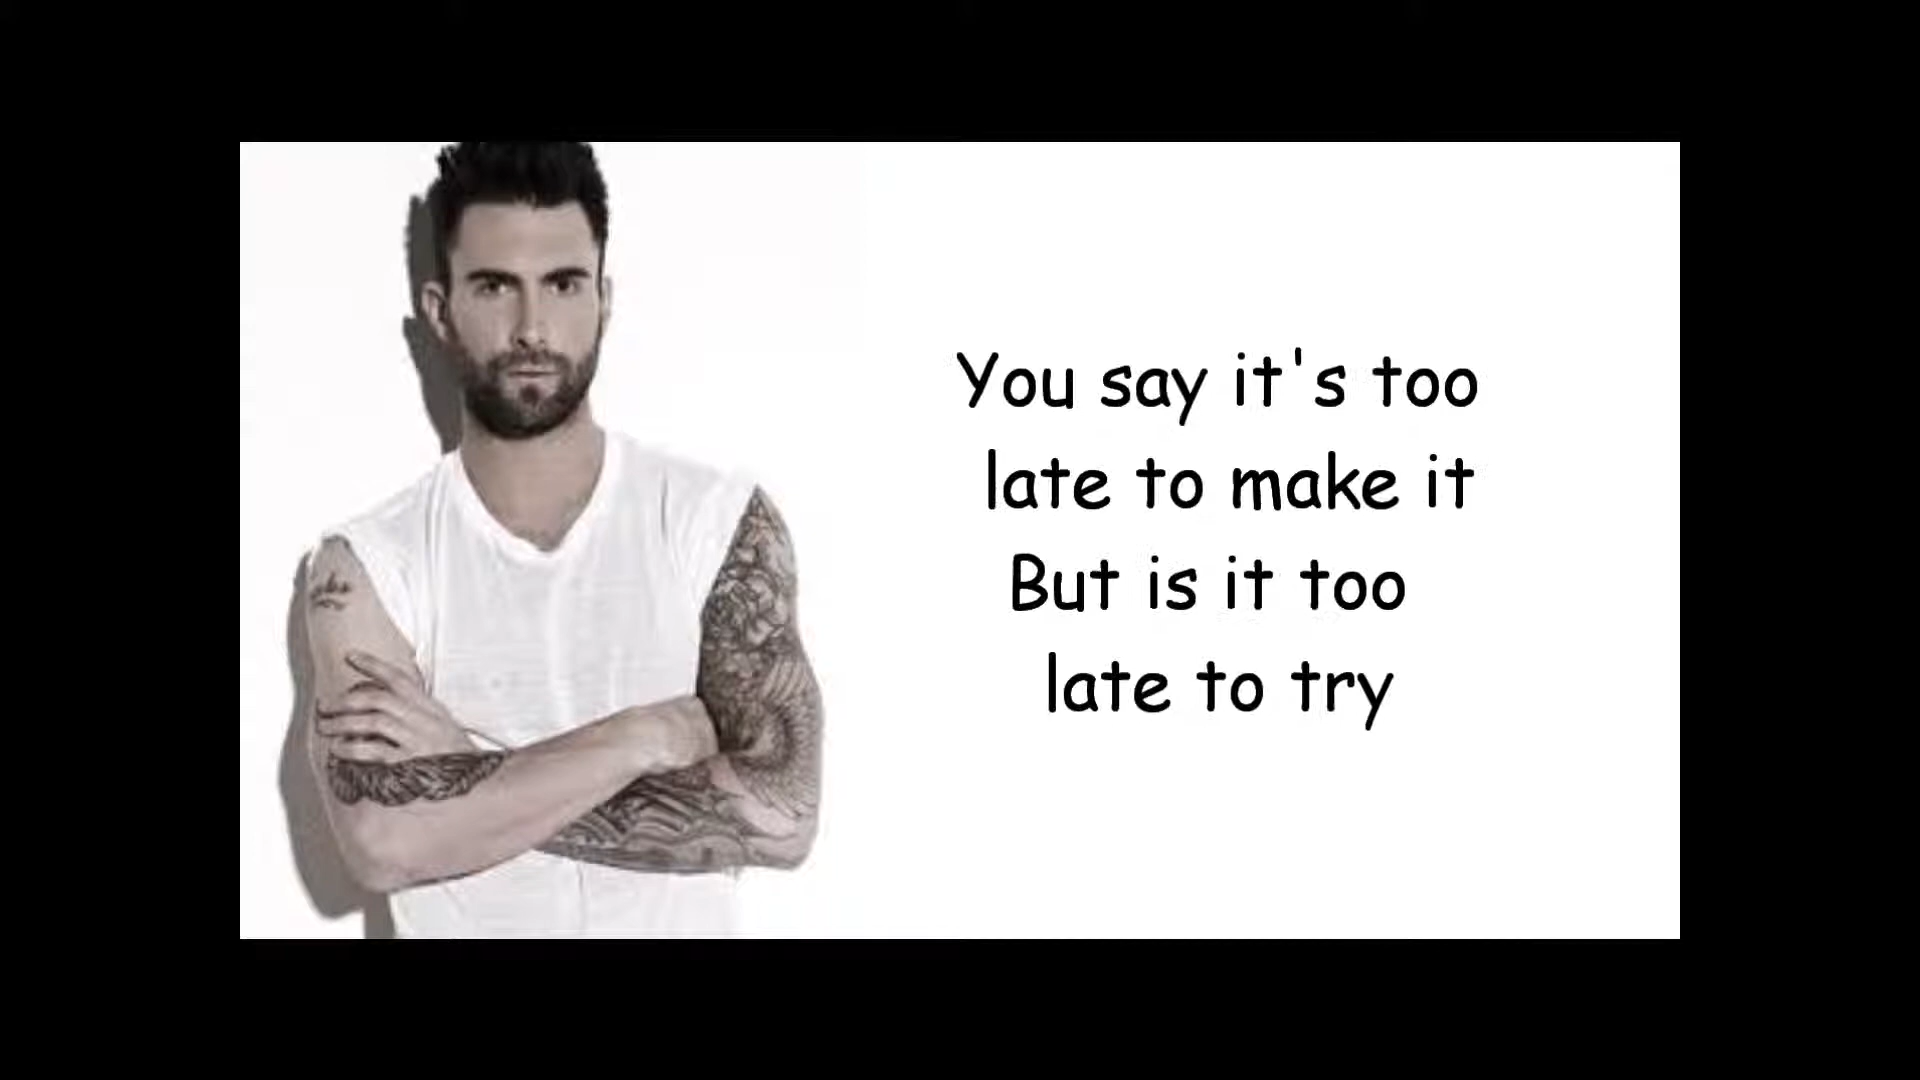 You say it's too
late to make it
But is it too
late to try